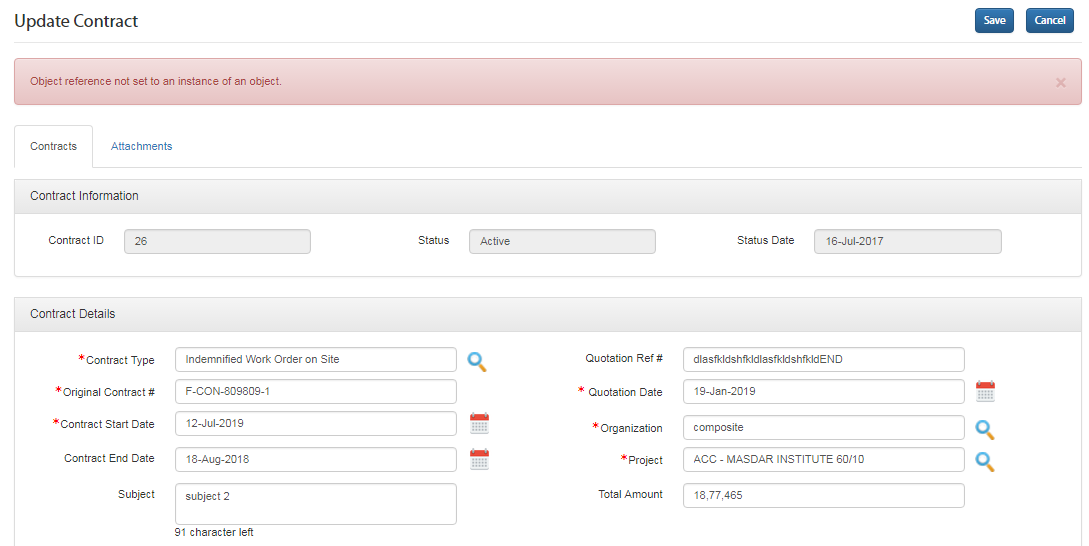 Update Contract
Save
Cancel
Object reference not set to an instance of an object.
×
Contracts
Attachments
Contract Information
Contract ID 26
Status Active
Status Date 16-Jul-2017
Contract Details
*Contract Type Indemnified Work Order on Site
Quotation Ref # dlasfkldshfkldlasfkldshfkldEND
*Original Contract # F-CON-809809-1
* Quotation Date 19-Jan-2019
*Contract Start Date 12-Jul-2019
*Organization composite
Contract End Date 18-Aug-2018
*Project ACC - MASDAR INSTITUTE 60/10
Subject subject 2
Total Amount 18,77,465
91 character left